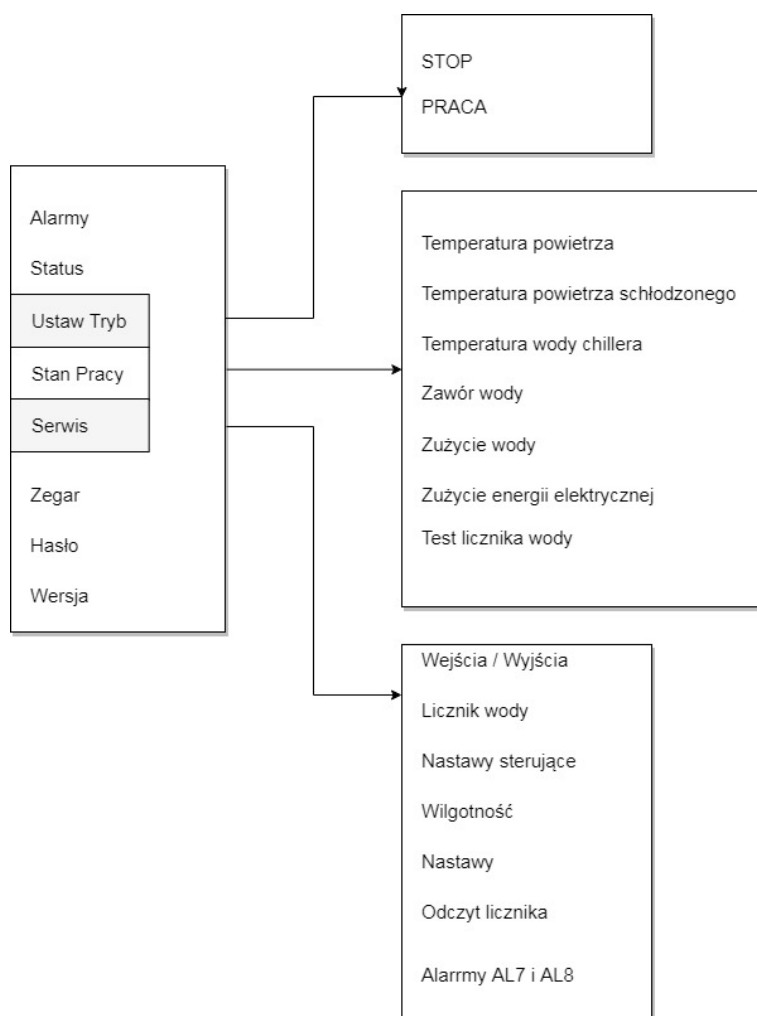 STOP
PRACA
Alarmy
Status
Ustaw Tryb
Stan Pracy
Serwis
Zegar
Hasło
Wersja
Temperatura powietrza
Temperatura powietrza schłodzonego
Temperatura wody chillera
Zawór wody
Zużycie wody
Zużycie energii elektrycznej
Test licznika wody
Wejścia / Wyjścia
Licznik wody
Nastawy sterujące
Wilgotność
Nastawy
Odczyt licznika
Alarrmy AL7 i AL8